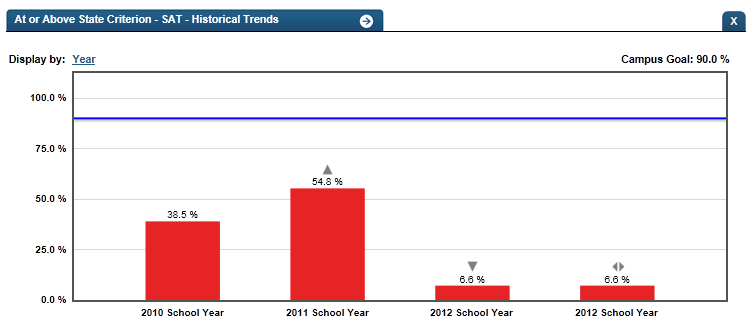 At or Above State Criterion - SAT - Historical Trends
X
Display by: Year
Campus Goal: 90.0 %
100.0 %
75.0 %
50.0 %
25.0 %
0.0 %
38.5 %
54.8 %
6.6 %
6.6 %
2010 School Year
2011 School Year
2012 School Year
2012 School Year